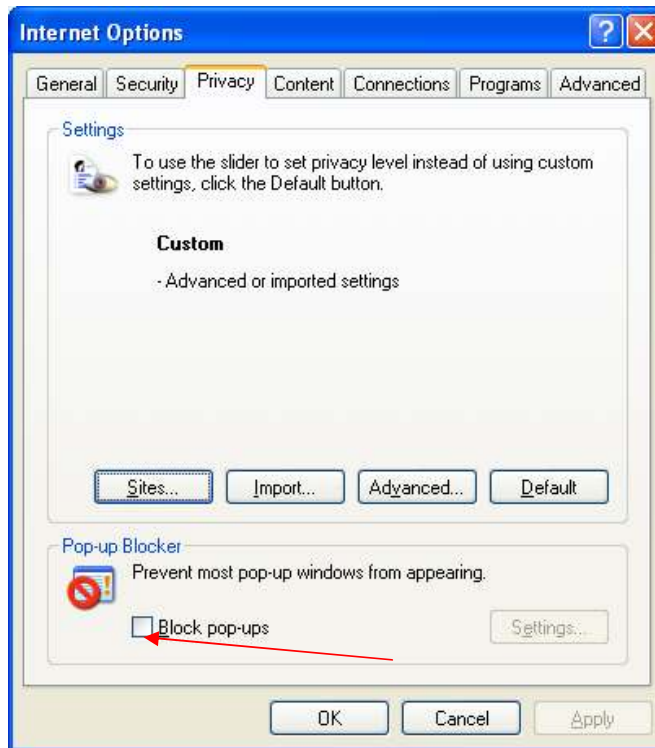 Internet Options
General Security Privacy Content Connections Programs Advanced
Settings
To use the slider to set privacy level instead of using custom
settings, click the Default button.
Custom
- Advanced or imported settings
Sites... Import... Advanced... Default
Pop-up Blocker
Prevent most pop-up windows from appearing.
Block pop-ups Settings...
OK Cancel Apply